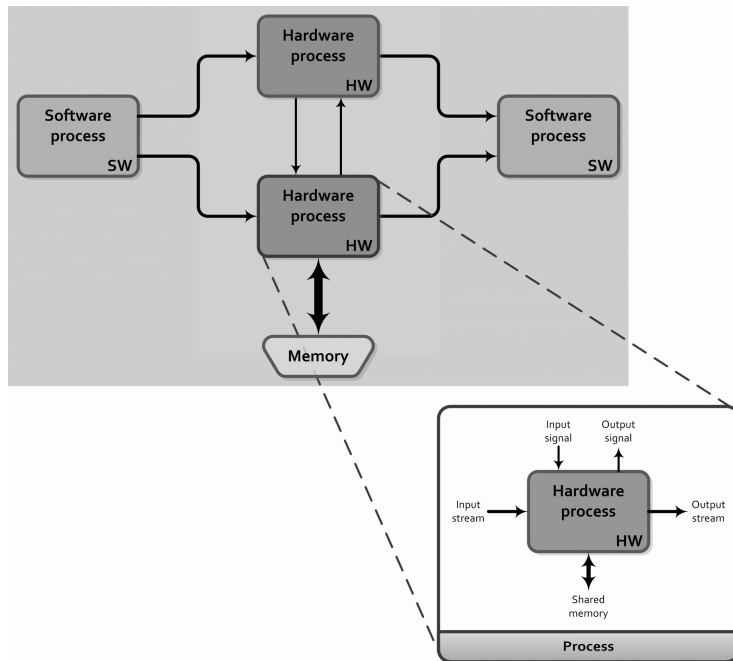 Hardware
process
HW
Software
process
SW
Software
process
SW
Hardware
process
HW
Memory
Input
signal
Output
signal
Input
stream
Hardware
process
HW
Output
stream
Shared
memory
Process